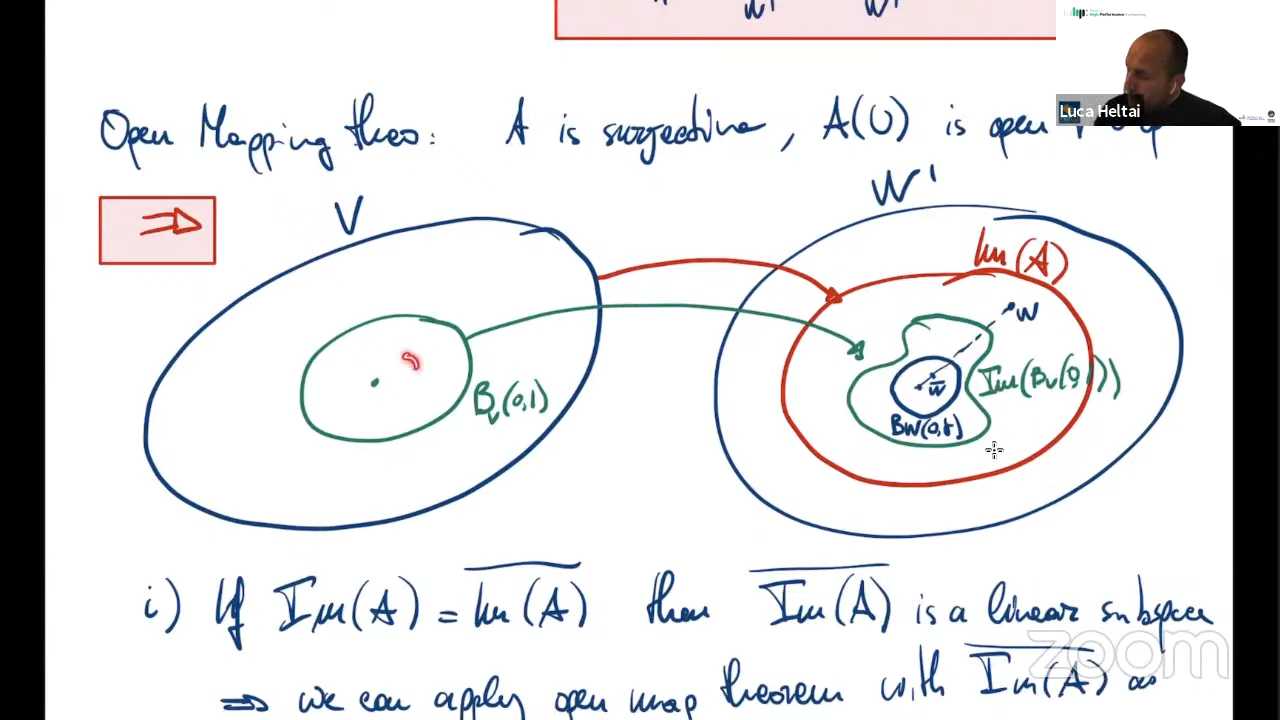 W' W'
Luca Heltai
Open Mapping theo: A is surjective, A(U) is open
V
W'
⇒
Im(A)
w
B_V(0,1)
Im(B_V(0,1))
w̅
B_W(0,r)
i) If Im(A) = \overline{Im(A)} then \overline{Im(A)} is a linear subspace
zoom
⇒ we can apply open map theorem with \overline{Im(A)} as